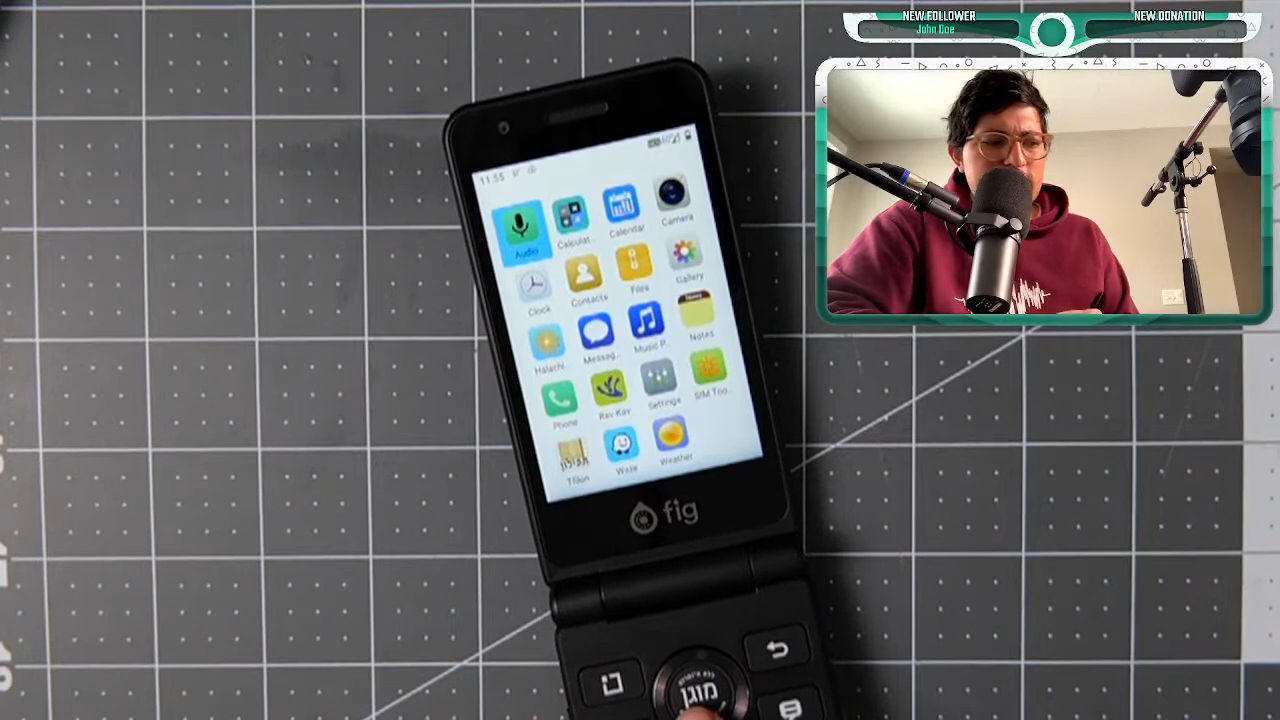 NEW FOLLOWER
NEW DONATION
John Doe
11:55
Audio
Calculat..
Calendar
Camera
Clock
Contacts
Files
Gallery
Halachi..
Messag..
Music P..
Notes
Phone
Rav-Kav
Settings
SIM Too..
Tfilon
Waze
Weather
fig
מוגן